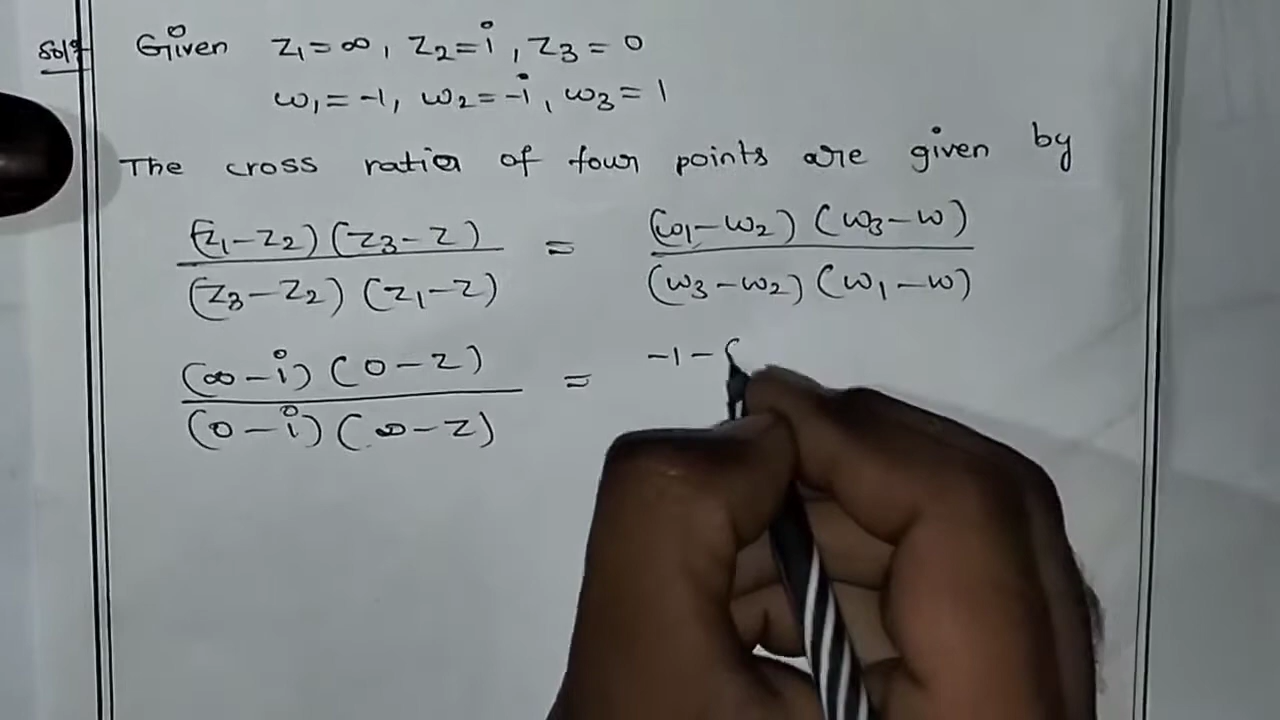 Sol? Given z₁ = ∞, z₂ = i, z₃ = 0
w₁ = -1, w₂ = -i, w₃ = 1
The cross ratio of four points are given by
(z₁-z₂)(z₃-z) / (z₃-z₂)(z₁-z) = (w₁-w₂)(w₃-w) / (w₃-w₂)(w₁-w)
(∞-i)(0-z) / (0-i)(∞-z) = -1-(